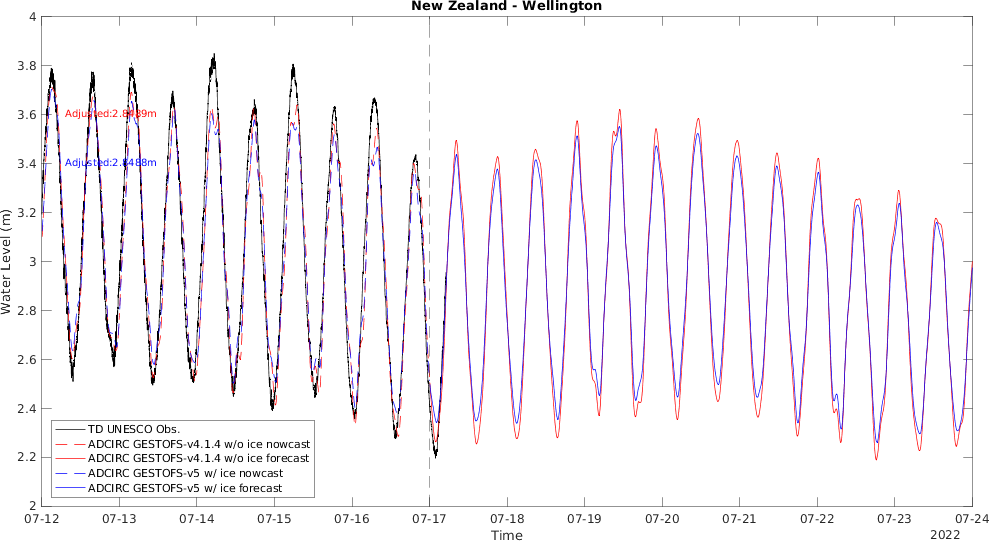 New Zealand - Wellington
4
3.8
3.6
3.4
3.2
3
2.8
2.6
2.4
2.2
2
Water Level (m)
Adjusted:2.8489m
Adjusted:2.8488m
TD UNESCO Obs.
ADCIRC GESTOFS-v4.1.4 w/o ice nowcast
ADCIRC GESTOFS-v4.1.4 w/o ice forecast
ADCIRC GESTOFS-v5 w/ ice nowcast
ADCIRC GESTOFS-v5 w/ ice forecast
07-12 07-13 07-14 07-15 07-16 07-17 07-18 07-19 07-20 07-21 07-22 07-23 07-24
Time
2022